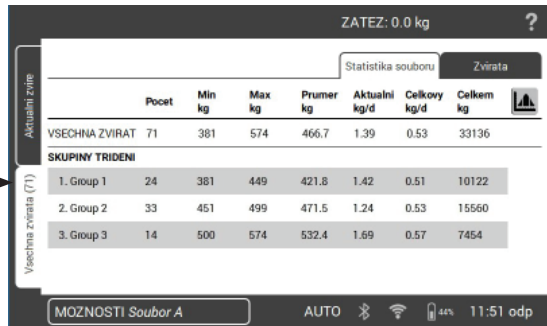 ZATEZ: 0.0 kg ?
Statistika souboru Zvirata
Aktualni zvire
Vsechna zvirata (71)
Pocet Min kg Max kg Prumer kg Aktualni kg/d Celkovy kg/d Celkem kg
VSECHNA ZVIRAT 71 381 574 466.7 1.39 0.53 33136
SKUPINY TRIDENI
1. Group 1 24 381 449 421.8 1.42 0.51 10122
2. Group 2 33 451 499 471.5 1.24 0.53 15560
3. Group 3 14 500 574 532.4 1.69 0.57 7454
MOZNOSTI Soubor A AUTO 44% 11:51 odp